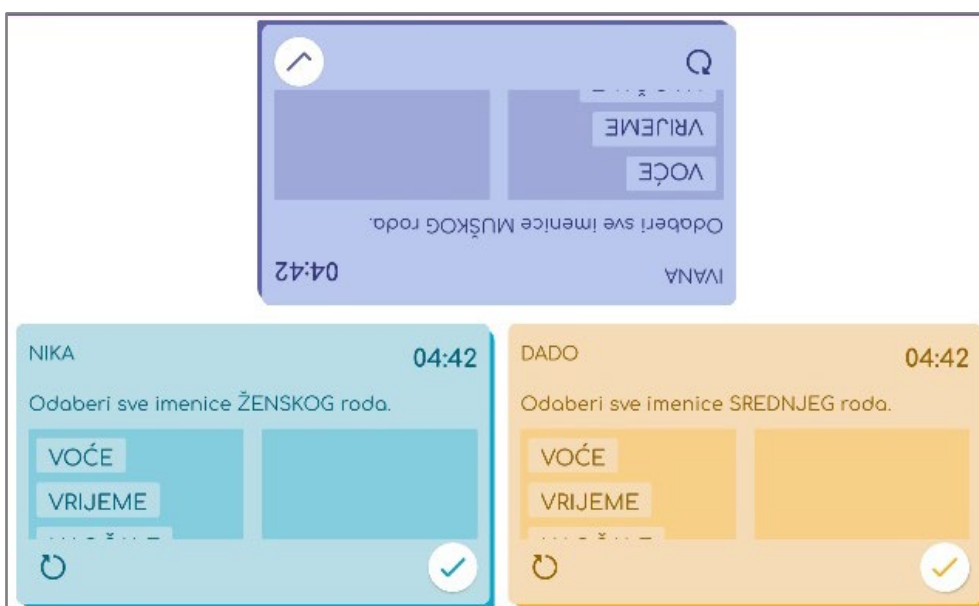 IVANA 04:42
Odaberi sve imenice MUŠKOG roda.
VOĆE
VRIJEME
NIKA 04:42
Odaberi sve imenice ŽENSKOG roda.
VOĆE
VRIJEME
DADO 04:42
Odaberi sve imenice SREDNJEG roda.
VOĆE
VRIJEME